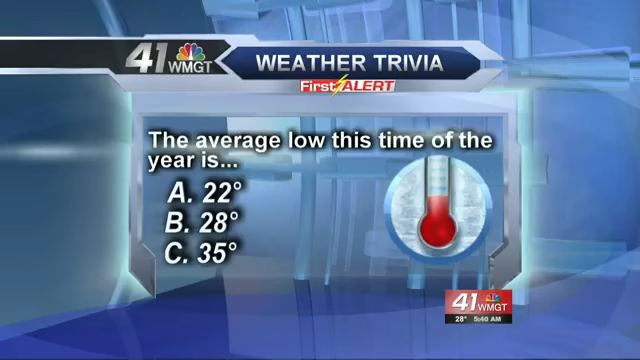 41 WMGT WEATHER TRIVIA
First ALERT
The average low this time of the
year is...
A. 22°
B. 28°
C. 35°
41 WMGT
28° 5:40 AM